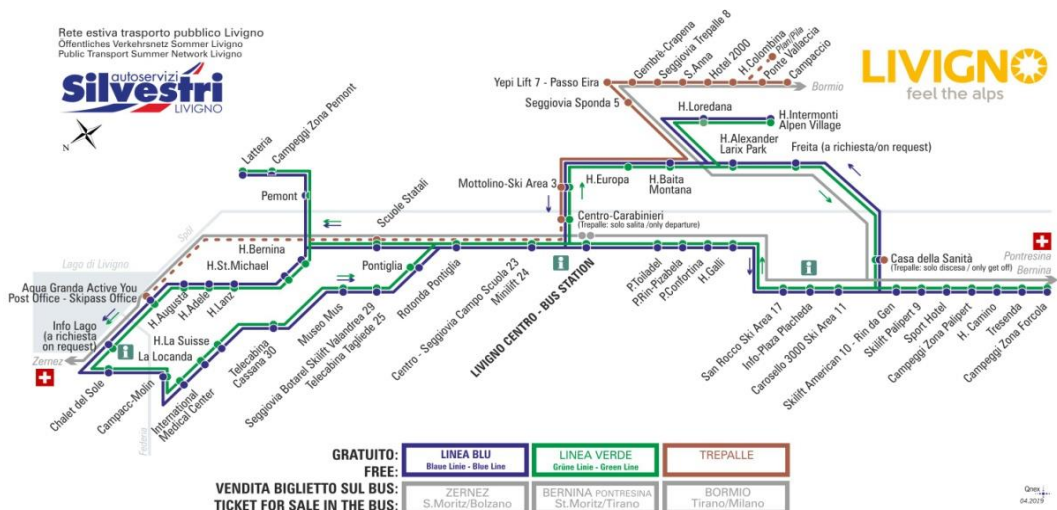 Rete estiva trasporto pubblico Livigno
Öffentliches Verkehrsnetz Sommer Livigno
Public Transport Summer Network Livigno
autoservizi
Silvestri
LIVIGNO
N
LIVIGNO
feel the alps
Yepi Lift 7 - Passo Eira
Gembrè-Crapena
Seggiovia Trepalle 8
S.Anna
Hotel 2000
H.Colombina
Plan/Pila
Ponte Vallaccia
Campaccio
Bormio
Seggiovia Sponda 5
H.Loredana
H.Intermonti
Alpen Village
H.Alexander
Larix Park
Freita (a richiesta/on request)
Latteria
Campeggi Zona Pemont
Pemont
Scuole Statali
Mottolino-Ski Area 3
H.Europa
H.Baita
Montana
Centro-Carabinieri
(Trepalle: solo salita /only departure)
Casa della Sanità
(Trepalle: solo discesa / only get off)
Pontresina
Bernina
Spöl
Lago di Livigno
H.Bernina
H.St.Michael
Aqua Granda Active You
Post Office - Skipass Office
H.Augusta
H.Adele
H.Lanz
Pontiglia
Info Lago
(a richiesta
on request)
Zernez
H.La Suisse
La Locanda
Chalet del Sole
Campacc-Molin
Federia
International
Medical Center
Telecabina
Cassana 30
Museo Mus
Seggiovia Botarel Skilift Valandrea 29
Telecabina Tagliede 25
Rotonda Pontiglia
Centro - Seggiovia Campo Scuola 23
Minilift 24
LIVIGNO CENTRO - BUS STATION
P.Toiladel
P.Rin-Pizabela
P.Confortina
H.Galli
San Rocco Ski Area 17
Info-Plaza Placheda
Carosello 3000 Ski Area 11
Skilift American 10 - Rin da Gen
Skilift Palipert 9
Sport Hotel
Campeggi Zona Palipert
H. Camino
Tresenda
Campeggi Zona Forcola
GRATUITO:
FREE:
LINEA BLU
Blaue Linie - Blue Line
LINEA VERDE
Grüne Linie - Green Line
TREPALLE
VENDITA BIGLIETTO SUL BUS:
TICKET FOR SALE IN THE BUS:
ZERNEZ
S.Moritz/Bolzano
BERNINA PONTRESINA
St.Moritz/Tirano
BORMIO
Tirano/Milano
Qnex
04.2019